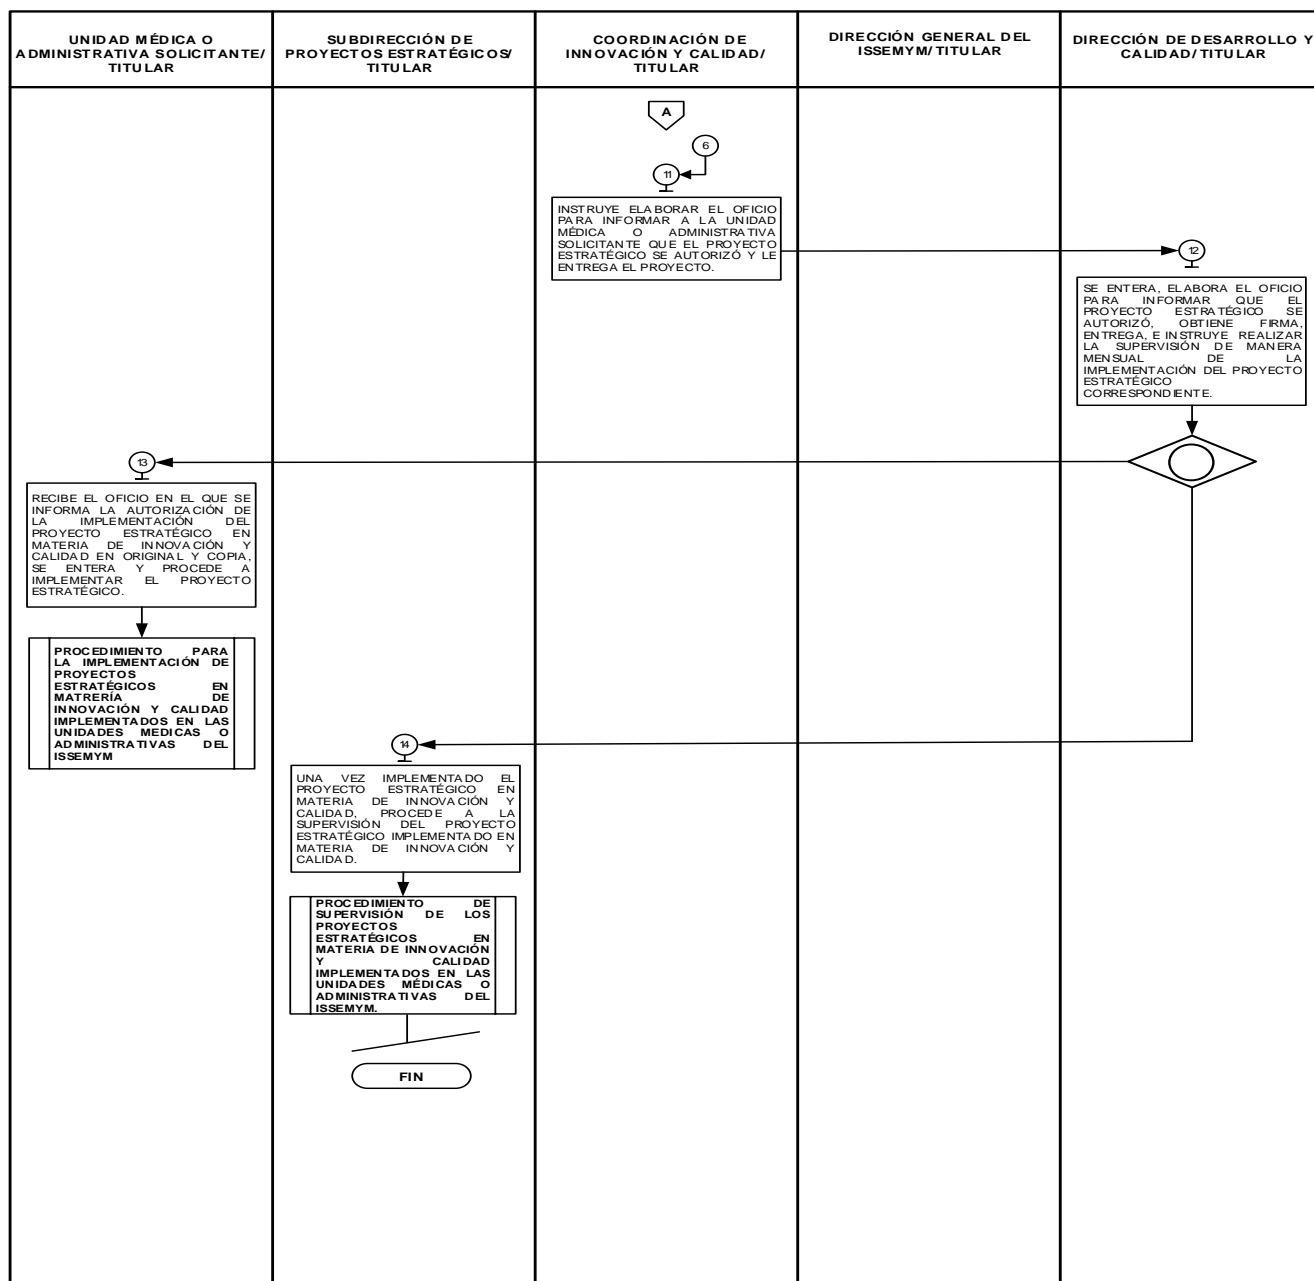 UNIDAD MÉDICA O
ADMINISTRATIVA SOLICITANTE/
TITULAR
SUBDIRECCIÓN DE
PROYECTOS ESTRATÉGICOS/
TITULAR
COORDINACIÓN DE
INNOVACIÓN Y CALIDAD/
TITULAR
DIRECCIÓN GENERAL DEL
ISSEMYM/TITULAR
DIRECCIÓN DE DESARROLLO Y
CALIDAD/TITULAR
A
6
11
INSTRUYE ELABORAR EL OFICIO
PARA INFORMAR A LA UNIDAD
MÉDICA O ADMINISTRATIVA
SOLICITANTE QUE EL PROYECTO
ESTRATÉGICO SE AUTORIZÓ Y LE
ENTREGA EL PROYECTO.
12
SE ENTERA, ELABORA EL OFICIO
PARA INFORMAR QUE EL
PROYECTO ESTRATÉGICO SE
AUTORIZÓ, OBTIENE FIRMA,
ENTREGA, E INSTRUYE REALIZAR
LA SUPERVISIÓN DE MANERA
MENSUAL DE LA
IMPLEMENTACIÓN DEL PROYECTO
ESTRATÉGICO
CORRESPONDIENTE.
13
RECIBE EL OFICIO EN EL QUE SE
INFORMA LA AUTORIZACIÓN DE
LA IMPLEMENTACIÓN DEL
PROYECTO ESTRATÉGICO EN
MATERIA DE INNOVACIÓN Y
CALIDAD EN ORIGINAL Y COPIA,
SE ENTERA Y PROCEDE A
IMPLEMENTAR EL PROYECTO
ESTRATÉGICO.
PROCEDIMIENTO PARA
LA IMPLEMENTACIÓN DE
PROYECTOS
ESTRATÉGICOS EN
MATRERÍA DE
INNOVACIÓN Y CALIDAD
IMPLEMENTADOS EN LAS
UNIDADES MEDICAS O
ADMINISTRATIVAS DEL
ISSEMYM
14
UNA VEZ IMPLEMENTADO EL
PROYECTO ESTRATÉGICO EN
MATERIA DE INNOVACIÓN Y
CALIDAD, PROCEDE A LA
SUPERVISIÓN DEL PROYECTO
ESTRATÉGICO IMPLEMENTADO EN
MATERIA DE INNOVACIÓN Y
CALIDAD.
PROCEDIMIENTO DE
SUPERVISIÓN DE LOS
PROYECTOS
ESTRATÉGICOS EN
MATERIA DE INNOVACIÓN
Y CALIDAD
IMPLEMENTADOS EN LAS
UNIDADES MÉDICAS O
ADMINISTRATIVAS DEL
ISSEMYM.
FIN